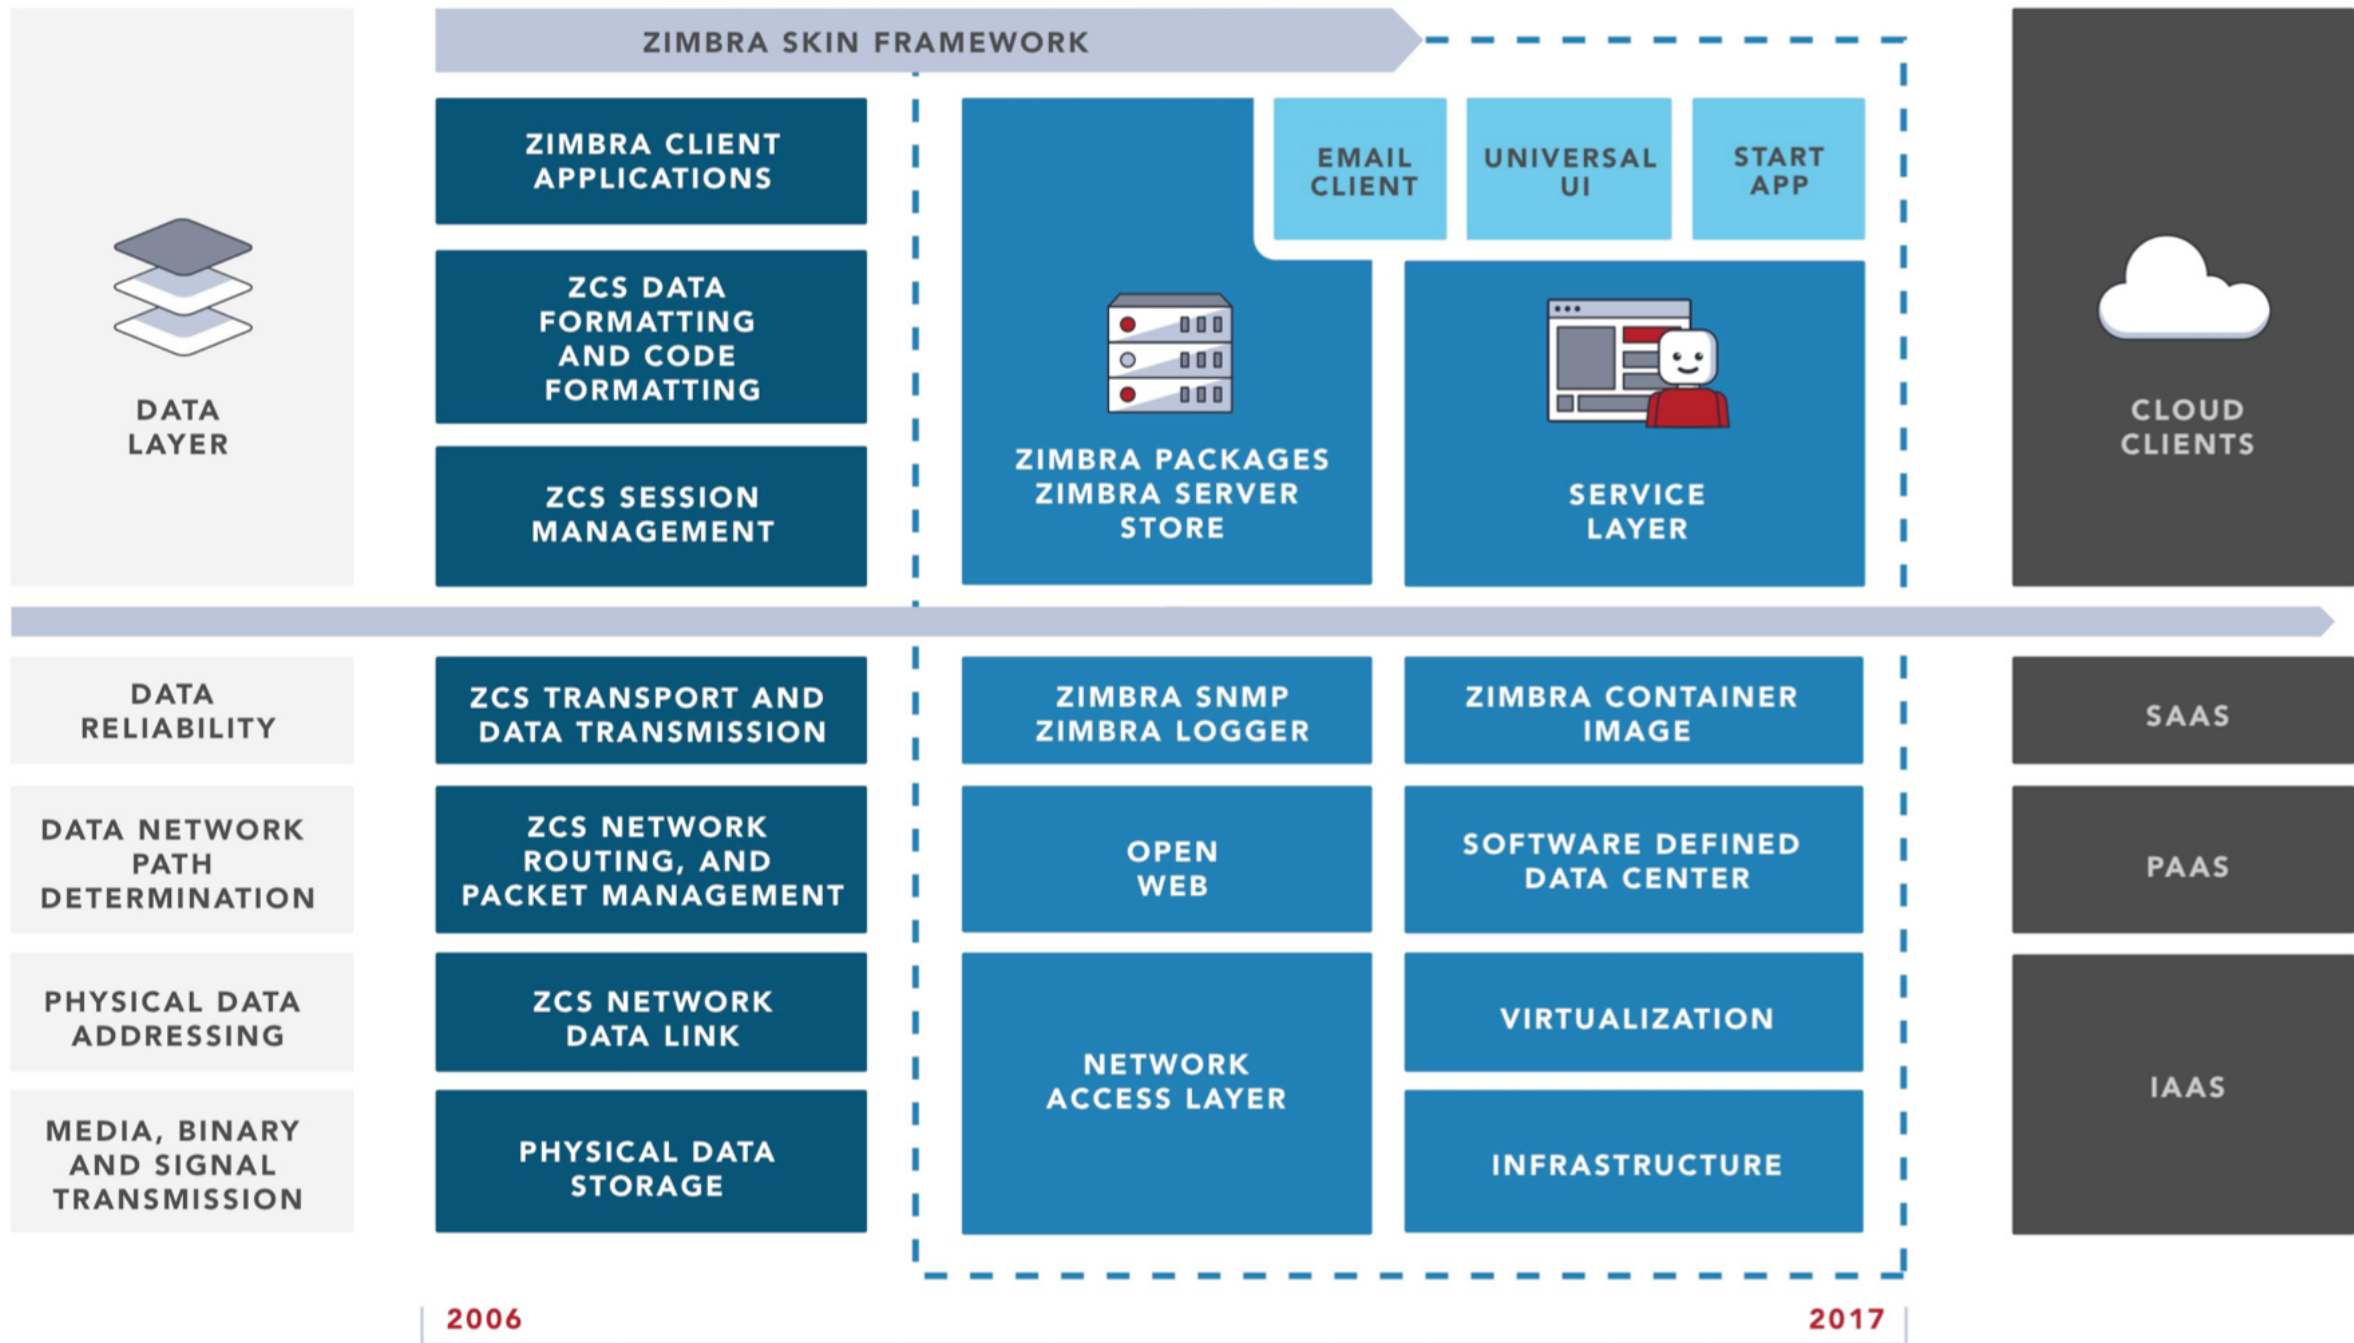 ZIMBRA SKIN FRAMEWORK
DATA
LAYER
ZIMBRA CLIENT
APPLICATIONS
ZCS DATA
FORMATTING
AND CODE
FORMATTING
ZCS SESSION
MANAGEMENT
ZIMBRA PACKAGES
ZIMBRA SERVER
STORE
EMAIL
CLIENT
UNIVERSAL
UI
START
APP
SERVICE
LAYER
CLOUD
CLIENTS
DATA
RELIABILITY
ZCS TRANSPORT AND
DATA TRANSMISSION
ZIMBRA SNMP
ZIMBRA LOGGER
ZIMBRA CONTAINER
IMAGE
SAAS
DATA NETWORK
PATH
DETERMINATION
ZCS NETWORK
ROUTING, AND
PACKET MANAGEMENT
OPEN
WEB
SOFTWARE DEFINED
DATA CENTER
PAAS
PHYSICAL DATA
ADDRESSING
ZCS NETWORK
DATA LINK
NETWORK
ACCESS LAYER
VIRTUALIZATION
IAAS
MEDIA, BINARY
AND SIGNAL
TRANSMISSION
PHYSICAL DATA
STORAGE
INFRASTRUCTURE
2006
2017